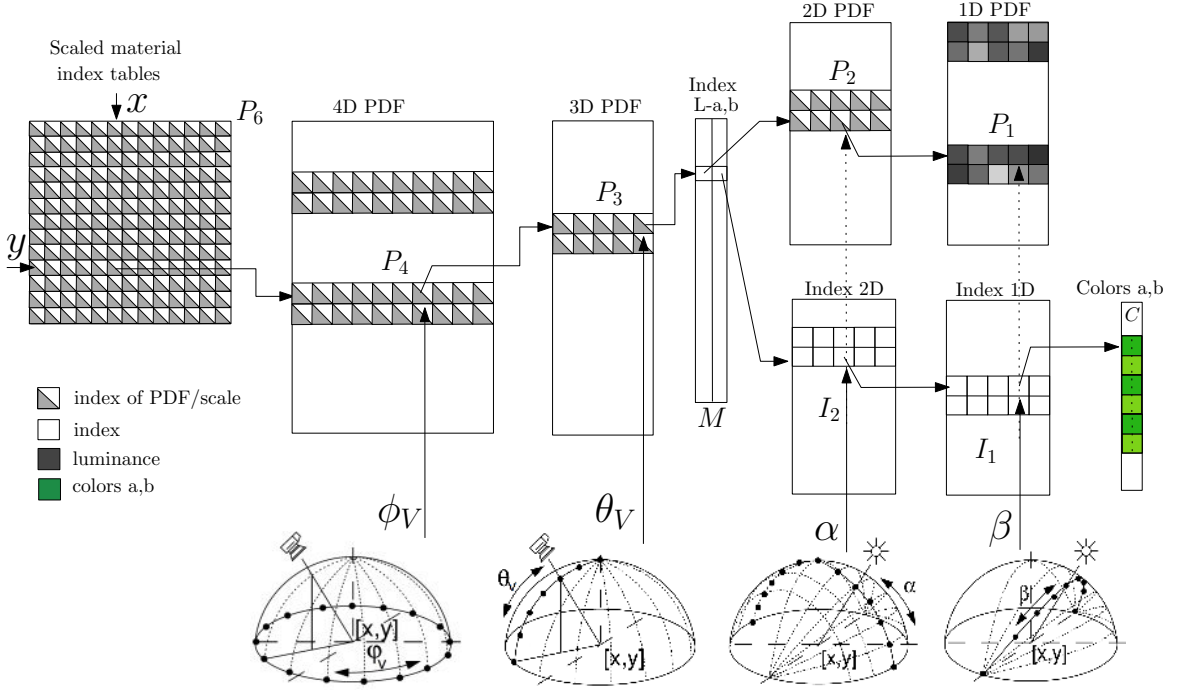 Scaled material
index tables
x
y
P6
4D PDF
P4
3D PDF
P3
Index
L-a,b
M
2D PDF
P2
1D PDF
P1
Index 2D
I2
Index 1D
I1
Colors a,b
C
index of PDF/scale
index
luminance
colors a,b
ϕV
θV
α
β
[x,y]
φv
θv
[x,y]
α
[x,y]
β
[x,y]